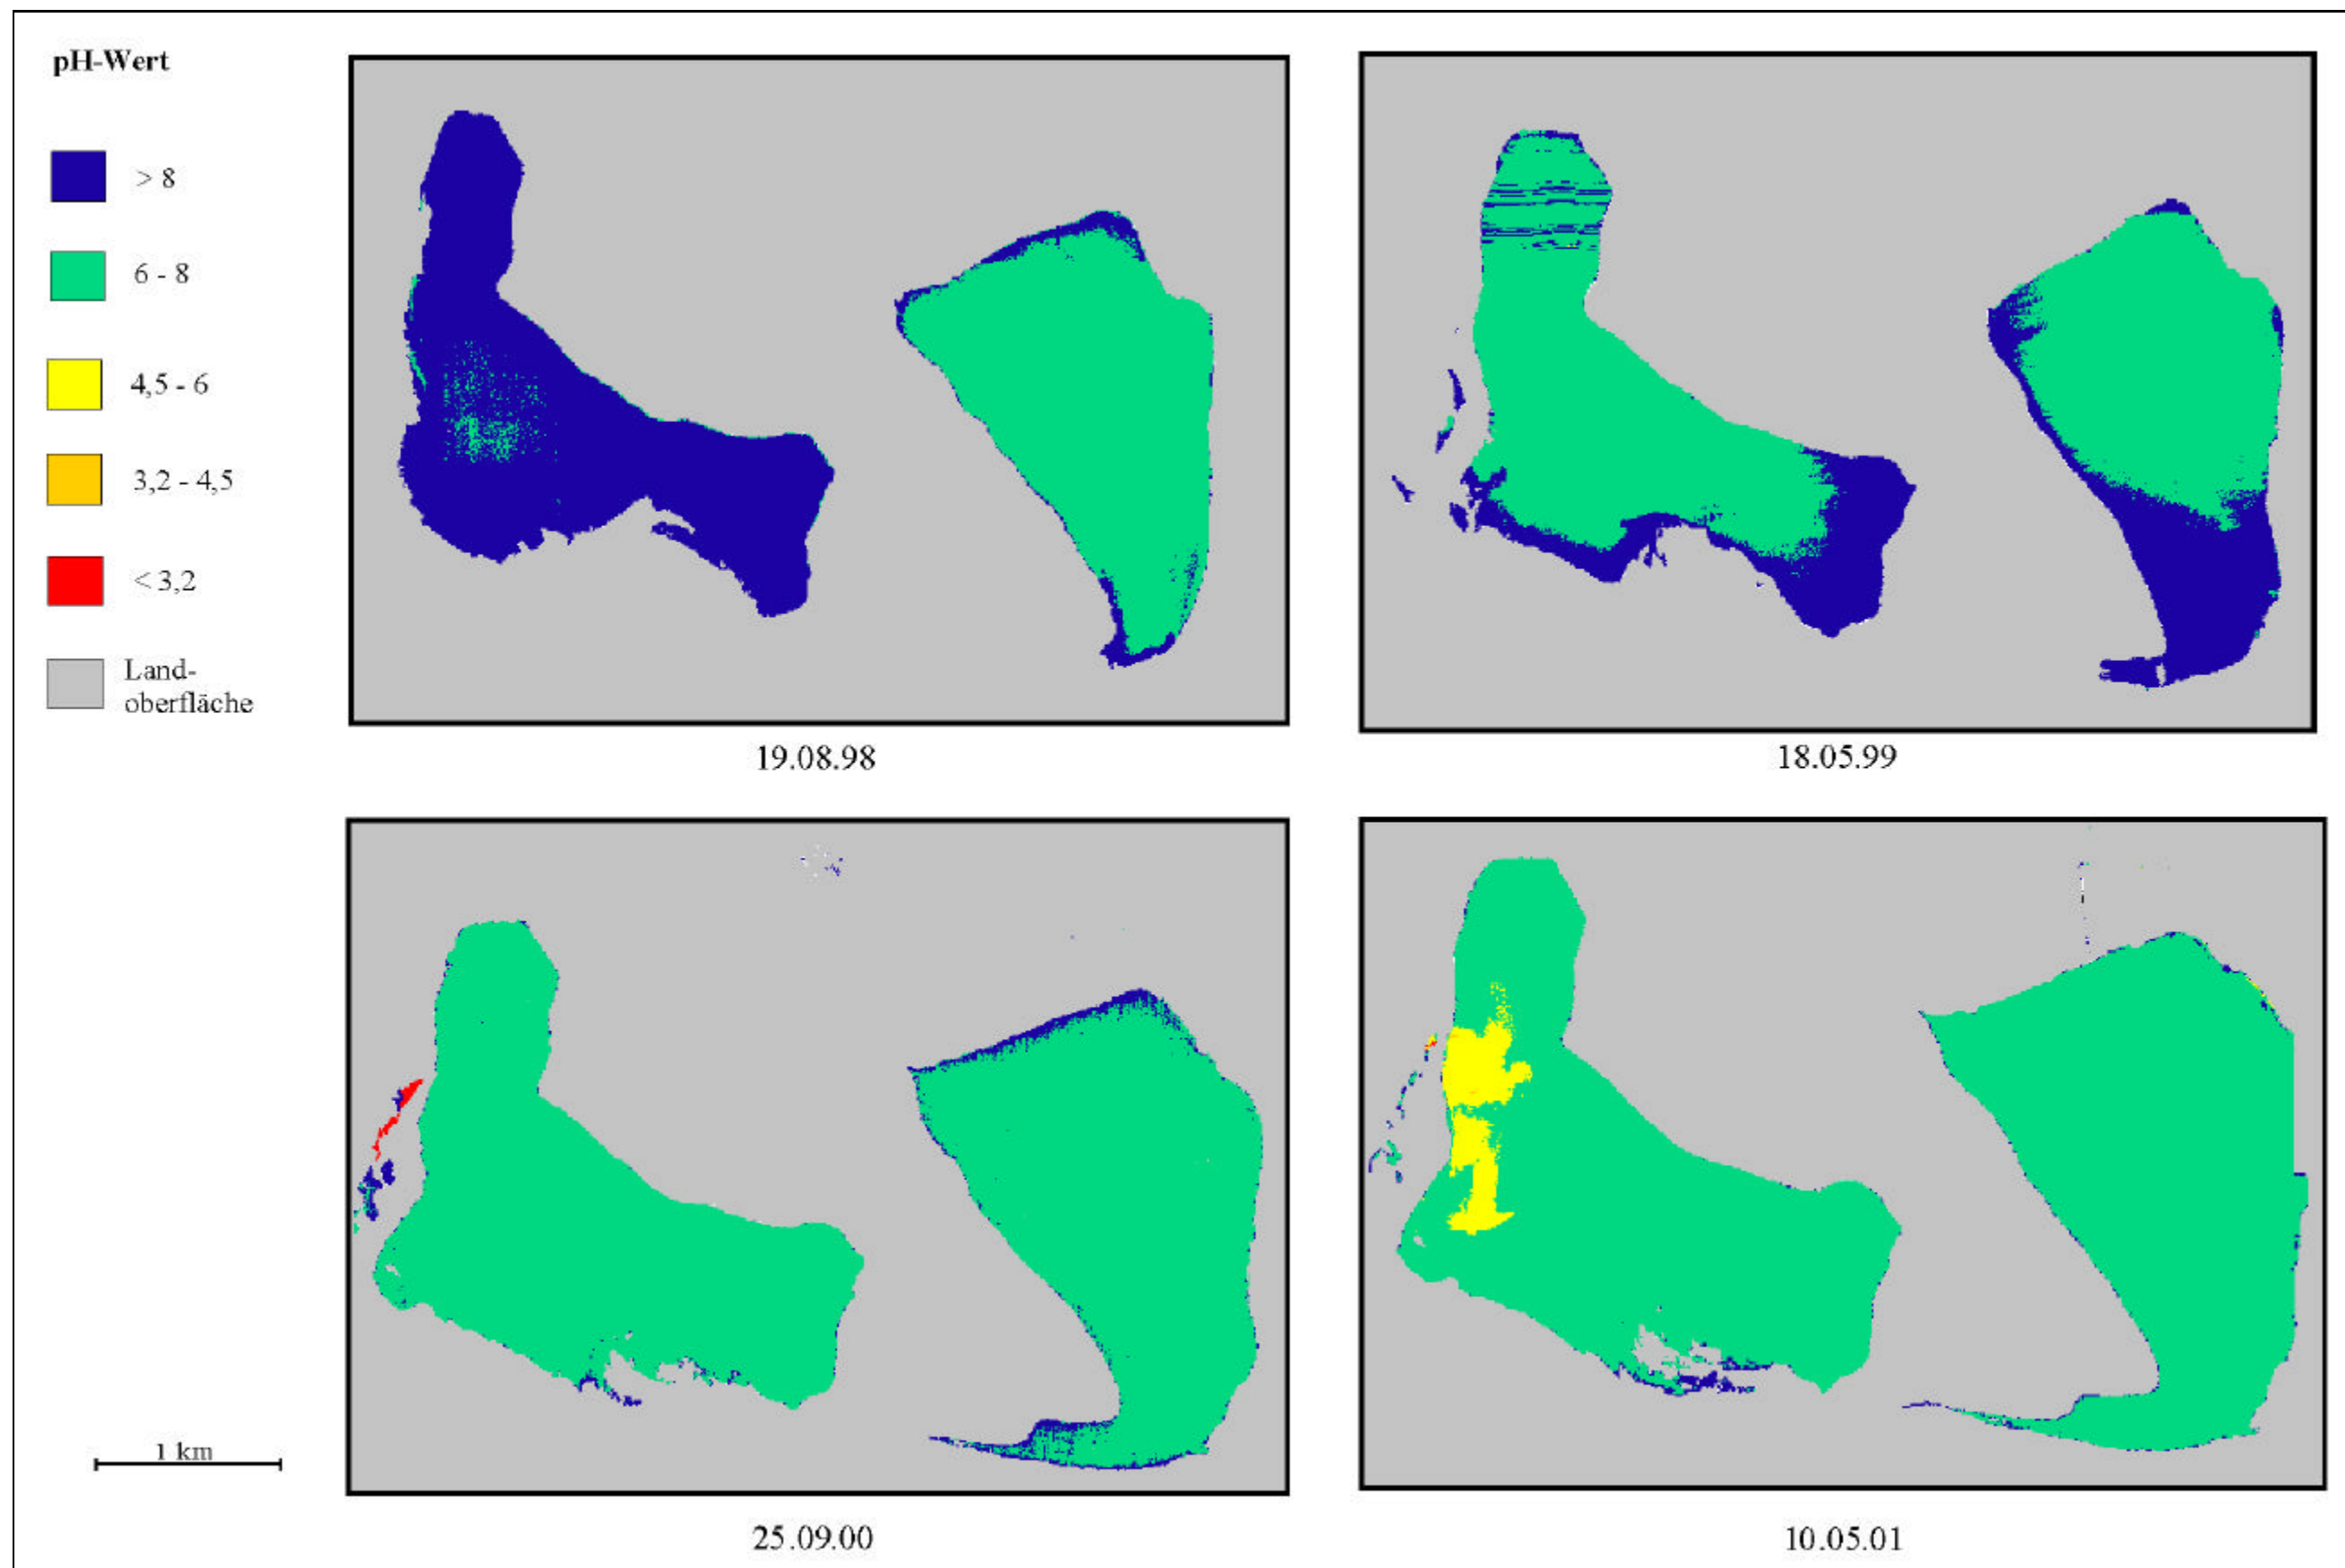 pH-Wert
> 8
6 - 8
4,5 - 6
3,2 - 4,5
< 3,2
Land-
oberfläche
19.08.98
18.05.99
1 km
25.09.00
10.05.01